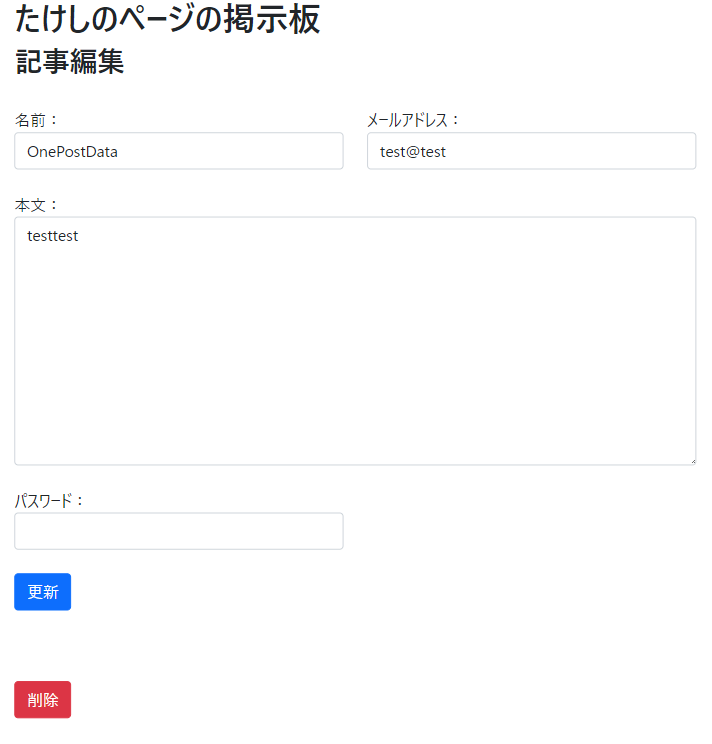 たけしのページの掲示板
記事編集
名前：
メールアドレス：
OnePostData
test@test
本文：
testtest
パスワード：
更新
削除